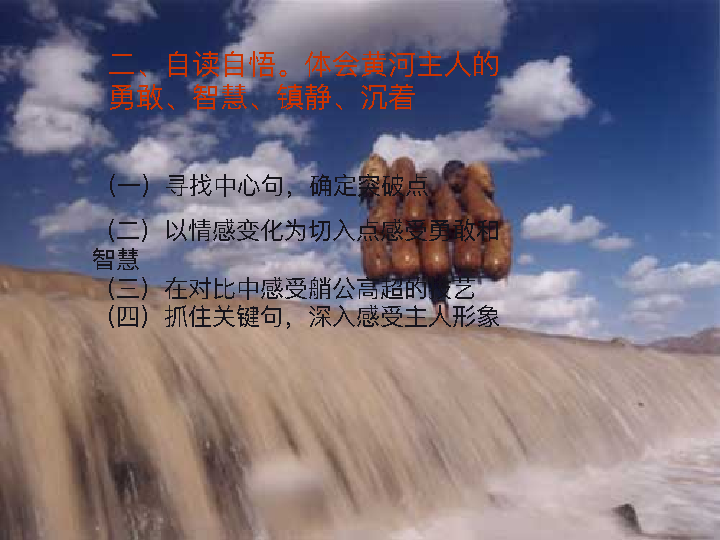 二、自读自悟。体会黄河主人的
勇敢、智慧、镇静、沉着
（一）寻找中心句，确定突破点
（二）以情感变化为切入点感受勇敢和
智慧
（三）在对比中感受艄公高超的技艺
（四）抓住关键句，深入感受主人形象